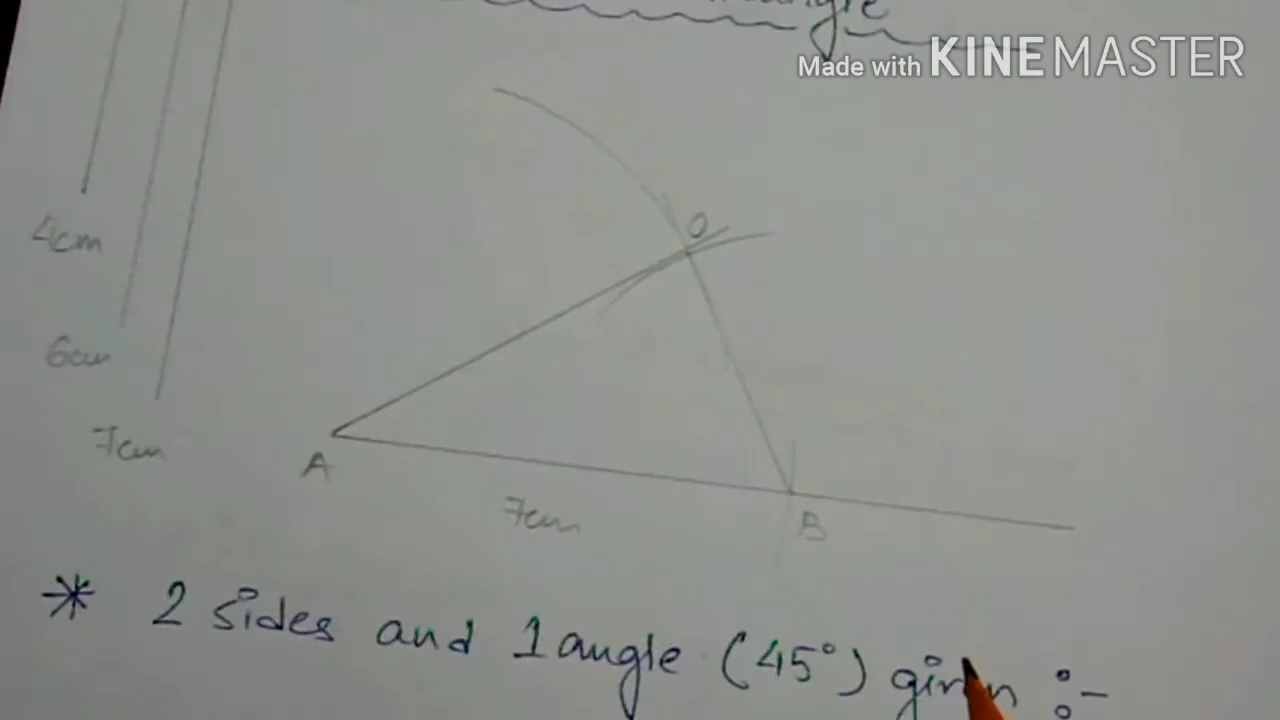 Made with KINEMASTER
O
4cm
6cm
7cm
A
7cm
B
* 2 sides and 1 angle (45°) given :-